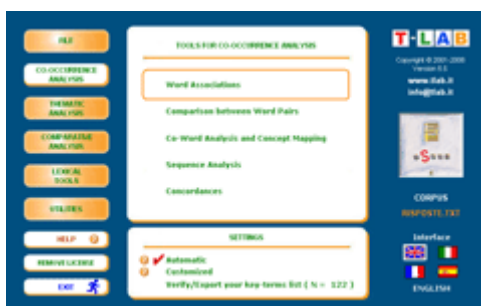 FILE
CO-OCCURRENCE
ANALYSIS
THEMATIC
ANALYSIS
COMPARATIVE
ANALYSIS
LEXICAL
TOOLS
UTILITIES
HELP
REMOVE LICENSE
EXIT
TOOLS FOR CO-OCCURRENCE ANALYSIS
Word Associations
Comparison between Word Pairs
Co-Word Analysis and Concept Mapping
Sequence Analysis
Concordances
SETTINGS
Automatic
Customized
Verify/Export your key-terms list ( N = 122 )
T-LAB
Copyright © 2001-2008
www.tlab.it
info@tlab.it
CORPUS
RISPOSTE.TXT
Interface
ENGLISH